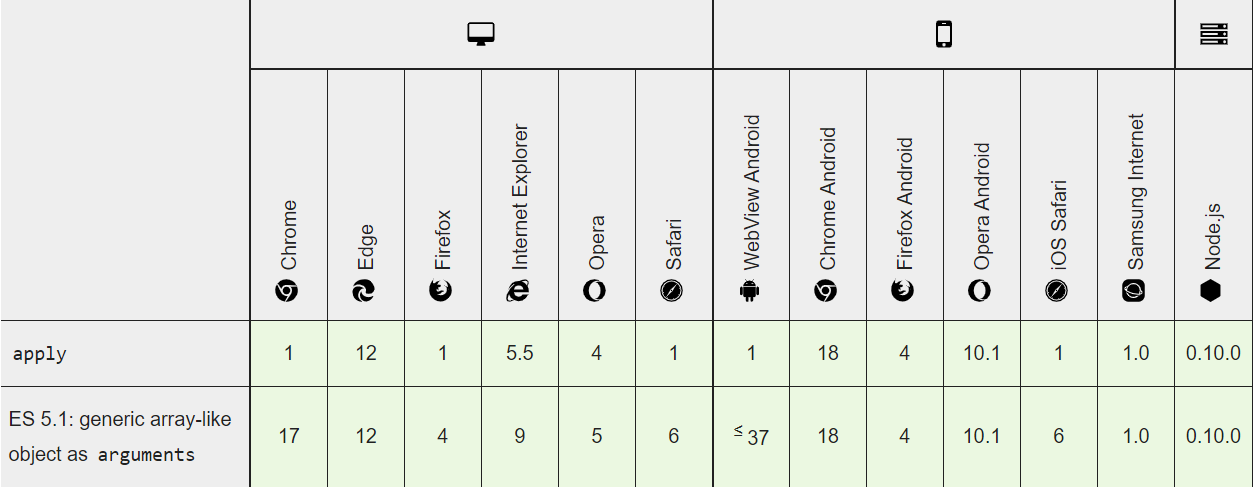 Chrome
Edge
Firefox
Internet Explorer
Opera
Safari
WebView Android
Chrome Android
Firefox Android
Opera Android
iOS Safari
Samsung Internet
Node.js
apply 1 12 1 5.5 4 1 1 18 4 10.1 1 1.0 0.10.0
ES 5.1: generic array-like
object as arguments 17 12 4 9 5 6 ≤ 37 18 4 10.1 6 1.0 0.10.0